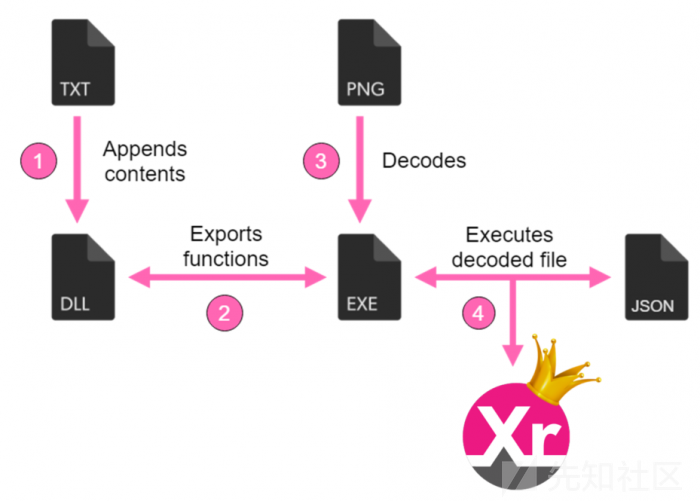 TXT
PNG
1
Appends
contents
3
Decodes
Exports
functions
Executes
decoded file
DLL
2
EXE
4
JSON
Xr
先知社区